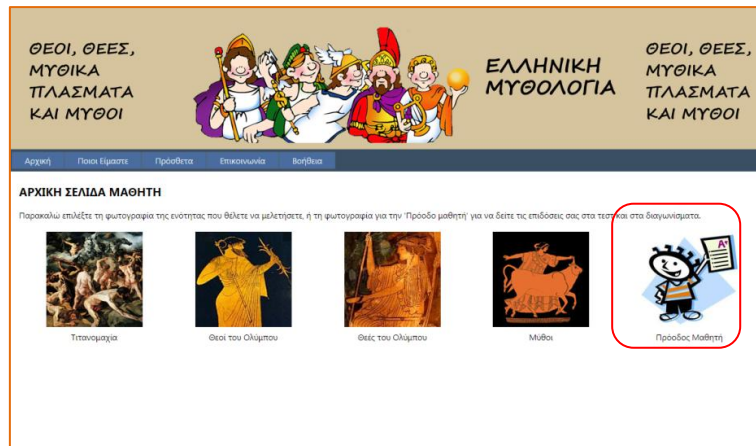 ΘΕΟΙ, ΘΕΕΣ,
ΜΥΘΙΚΑ
ΠΛΑΣΜΑΤΑ
ΚΑΙ ΜΥΘΟΙ
ΕΛΛΗΝΙΚΗ
ΜΥΘΟΛΟΓΙΑ
ΘΕΟΙ, ΘΕΕΣ,
ΜΥΘΙΚΑ
ΠΛΑΣΜΑΤΑ
ΚΑΙ ΜΥΘΟΙ
Αρχική Ποιοι Είμαστε Πρόσθετα Επικοινωνία Βοήθεια
ΑΡΧΙΚΗ ΣΕΛΙΔΑ ΜΑΘΗΤΗ
Παρακαλώ επιλέξτε τη φωτογραφία της ενότητας που θέλετε να μελετήσετε, ή τη φωτογραφία για την 'Πρόοδο μαθητή' για να δείτε τις επιδόσεις σας στα τεστ και στα διαγωνίσματα.
A+
Τιτανομαχία Θεοί του Ολύμπου Θεές του Ολύμπου Μύθοι Πρόοδος Μαθητή